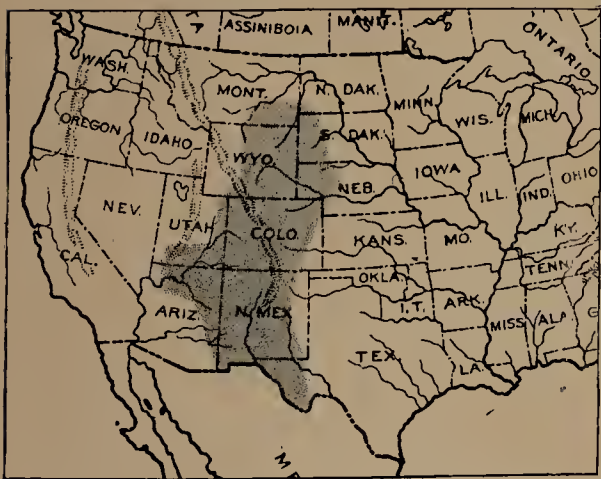 ASSINIBOIA
MANIT.
ONTARIO
WASH.
MONT.
N. DAK.
MINN.
OREGON
IDAHO
WYO.
S. DAK.
WIS.
MICH.
NEB.
IOWA
NEV.
UTAH
COLO.
KANS.
MO.
ILL.
IND.
OHIO
KY.
CAL.
ARIZ.
N. MEX.
OKLA.
I.T.
ARK.
TENN.
TEX.
LA.
MISS.
ALA.
G
M